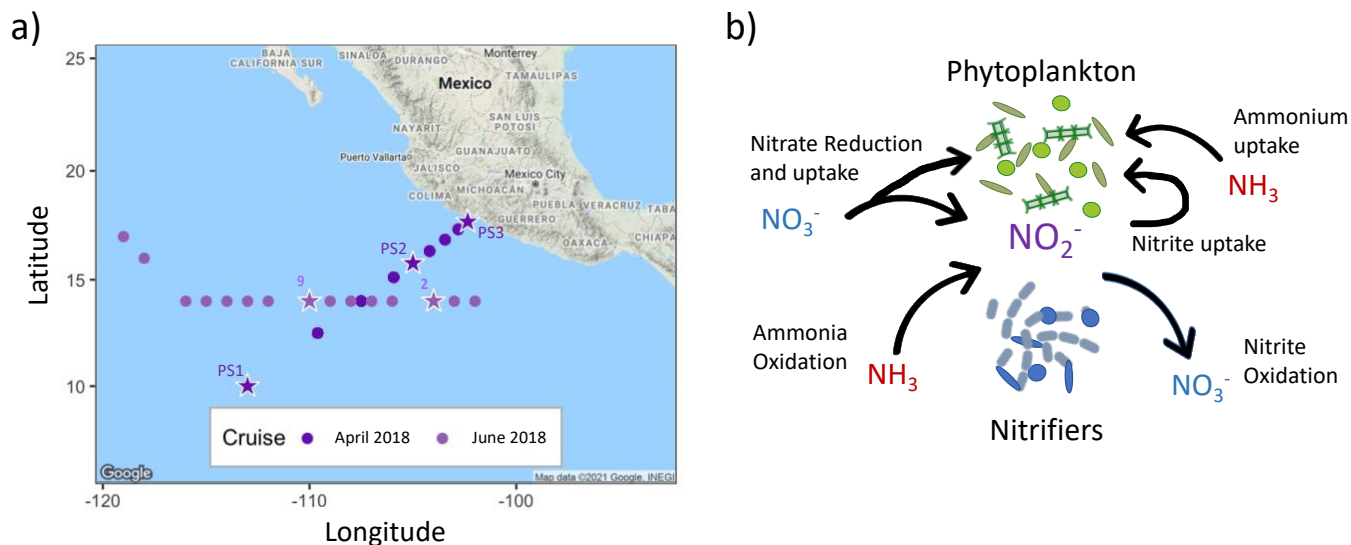 a)
25
20
15
10
-120
-110
-100
Latitude
Longitude
BAJA
CALIFORNIA SUR
SINALOA
DURANGO
Monterrey
TAMAULIPAS
Mexico
SAN LUIS
POTOSI
NAYARIT
GUANAJUATO
Puerto Vallarta
JALISCO
Mexico City
COLIMA
MICHOACÁN
PUEBLA
VERACRUZ
TABA
GUERRERO
OAXACA
CHIAPA
PS3
PS2
9
2
PS1
Cruise
April 2018
June 2018
Google
Map data ©2021 Google, INEGI
b)
Phytoplankton
Nitrate Reduction
and uptake
NO₃⁻
Ammonium
uptake
NH₃
NO₂⁻
Nitrite uptake
Ammonia
Oxidation
NH₃
Nitrite
Oxidation
NO₃⁻
Nitrifiers